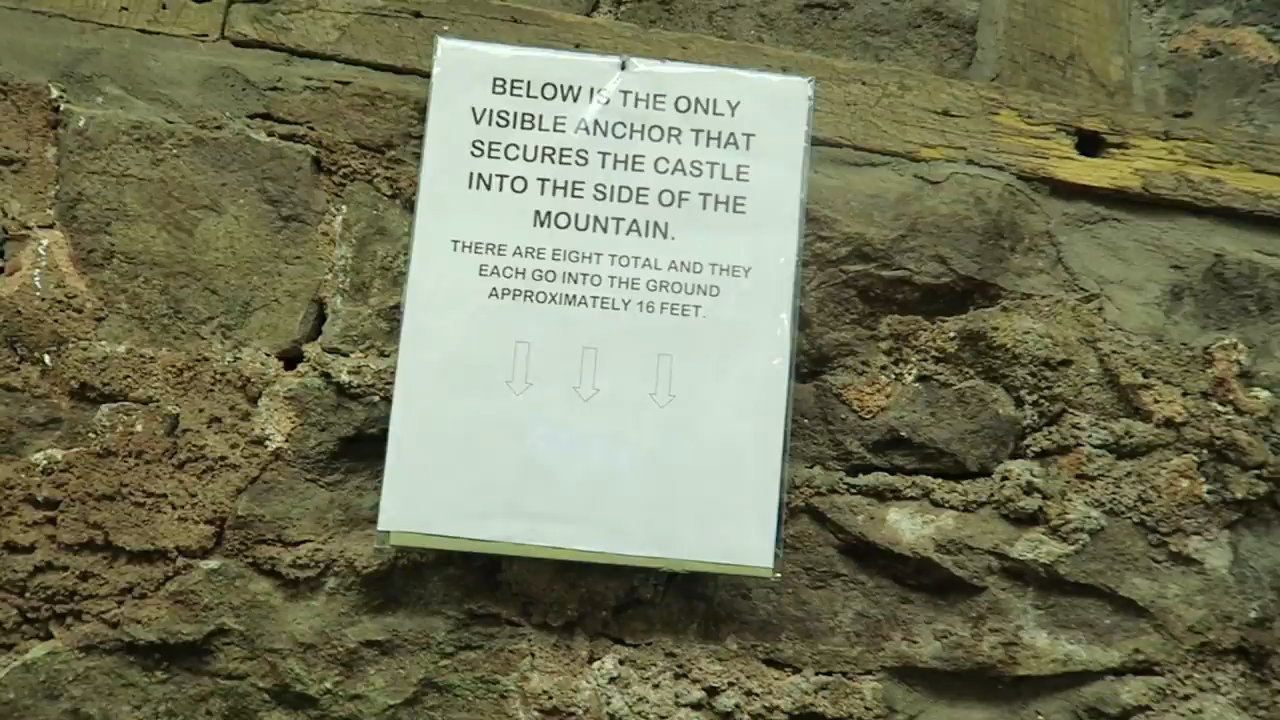 BELOW IS THE ONLY
VISIBLE ANCHOR THAT
SECURES THE CASTLE
INTO THE SIDE OF THE
MOUNTAIN.
THERE ARE EIGHT TOTAL AND THEY
EACH GO INTO THE GROUND
APPROXIMATELY 16 FEET.